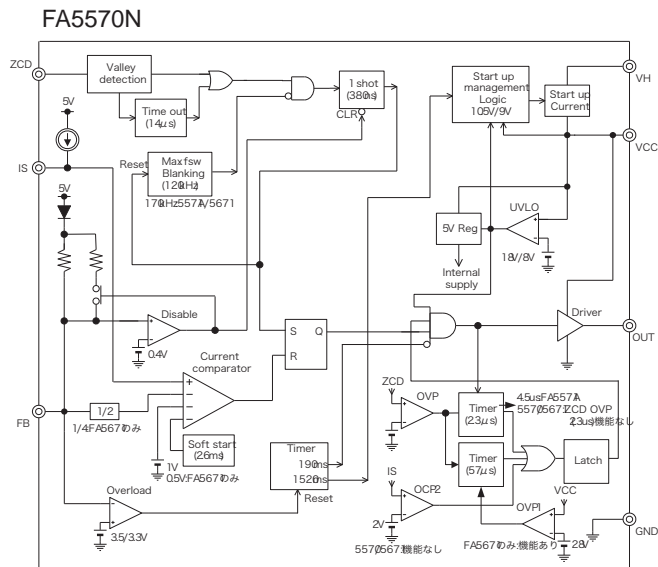 FA5570N
ZCD
Valley
detection
Time out
(14μs)
1 shot
(380ns)
CLR
Start up
management
Logic
10.5V/9V
Start up
Current
VH
VCC
5V
IS
Reset
Max fsw
Blanking
(120kHz)
170kHz:5571A/5671
5V
5V Reg
UVLO
18V/8V
Internal
supply
Disable
0.4V
S
Q
R
Driver
OUT
Current
comparator
FB
1/2
1/4:FA5671のみ
Soft start
(2.6ms)
1V
0.5V:FA5670のみ
Timer
190ms
1520ms
Reset
Overload
3.5/3.3V
ZCD
OVP
Timer
(2.3μs)
4.5us:FA5571A
5570/5671:ZCD OVP
(2.3us)機能なし
Timer
(57μs)
Latch
IS
OCP2
2V
5570/5671:機能なし
VCC
OVP1
28V
FA5671のみ:機能あり
GND